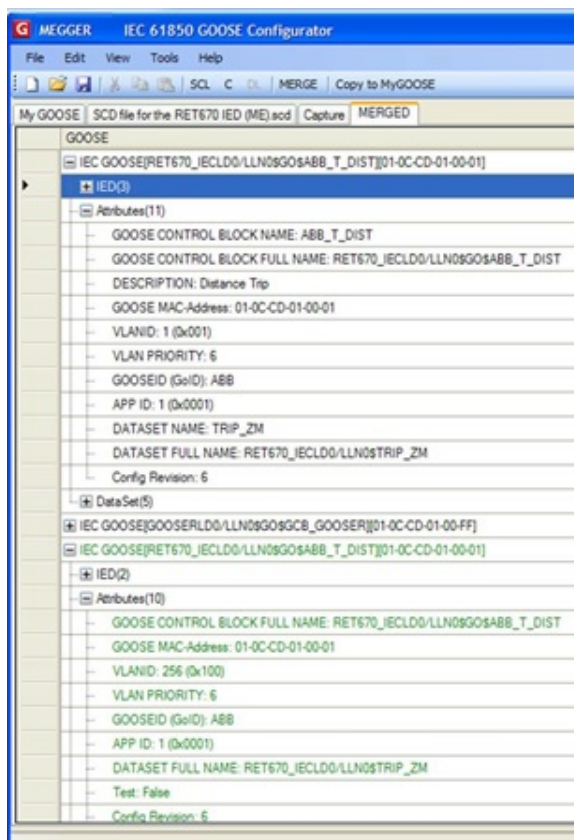 G MEGGER IEC 61850 GOOSE Configurator
File Edit View Tools Help
SCL C DL MERGE Copy to MyGOOSE
My GOOSE SCD file for the RET670 IED (ME).scd Capture MERGED
GOOSE
IEC GOOSE[RET670_IECLD0/LLN0$GO$ABB_T_DIST][01-0C-CD-01-00-01]
IED(3)
Attributes(11)
GOOSE CONTROL BLOCK NAME: ABB_T_DIST
GOOSE CONTROL BLOCK FULL NAME: RET670_IECLD0/LLN0$GO$ABB_T_DIST
DESCRIPTION: Distance Trip
GOOSE MAC-Address: 01-0C-CD-01-00-01
VLANID: 1 (0x001)
VLAN PRIORITY: 6
GOOSEID (GoID): ABB
APP ID: 1 (0x0001)
DATASET NAME: TRIP_ZM
DATASET FULL NAME: RET670_IECLD0/LLN0$TRIP_ZM
Config Revision: 6
DataSet(5)
IEC GOOSE[GOOSERLD0/LLN0$GO$GCB_GOOSER][01-0C-CD-01-00-FF]
IEC GOOSE[RET670_IECLD0/LLN0$GO$ABB_T_DIST][01-0C-CD-01-00-01]
IED(2)
Attributes(10)
GOOSE CONTROL BLOCK FULL NAME: RET670_IECLD0/LLN0$GO$ABB_T_DIST
GOOSE MAC-Address: 01-0C-CD-01-00-01
VLANID: 256 (0x100)
VLAN PRIORITY: 6
GOOSEID (GoID): ABB
APP ID: 1 (0x0001)
DATASET FULL NAME: RET670_IECLD0/LLN0$TRIP_ZM
Test: False
Config Revision: 6